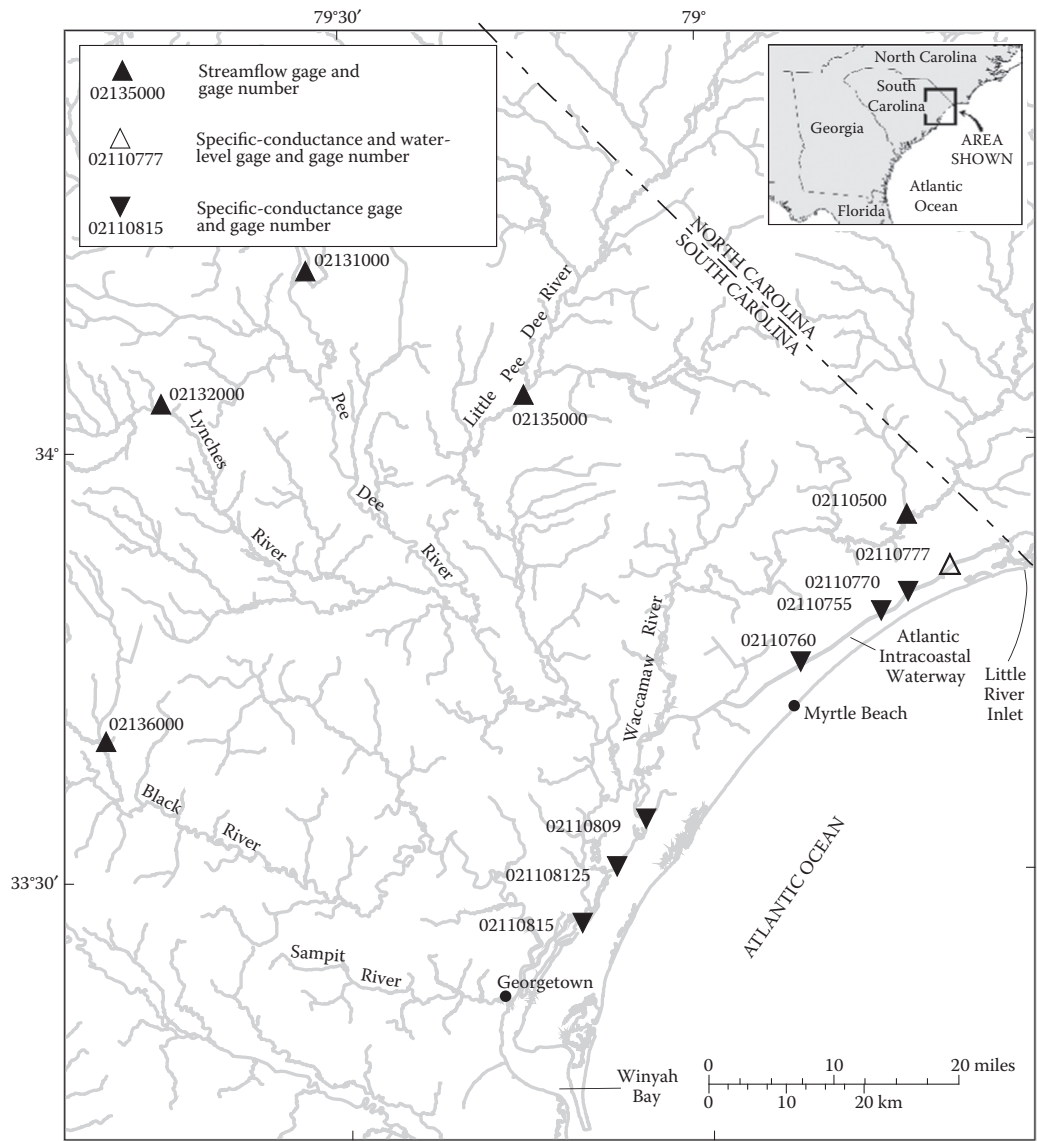 79°30′
79°
02135000
Streamflow gage and
gage number
02110777
Specific-conductance and water-
level gage and gage number
02110815
Specific-conductance gage
and gage number
North Carolina
South
Carolina
Georgia
AREA
SHOWN
Atlantic
Ocean
Florida
NORTH CAROLINA
SOUTH CAROLINA
02131000
Little Pee Dee River
02132000
02135000
Lynches
River
Pee
Dee
River
34°
02110500
02110777
02110770
02110755
02110760
Atlantic
Intracoastal
Waterway
Little
River
Inlet
Waccamaw River
Myrtle Beach
02136000
Black
River
02110809
021108125
33°30′
02110815
ATLANTIC OCEAN
Sampit
River
Georgetown
Winyah
Bay
0 10 20 miles
0 10 20 km